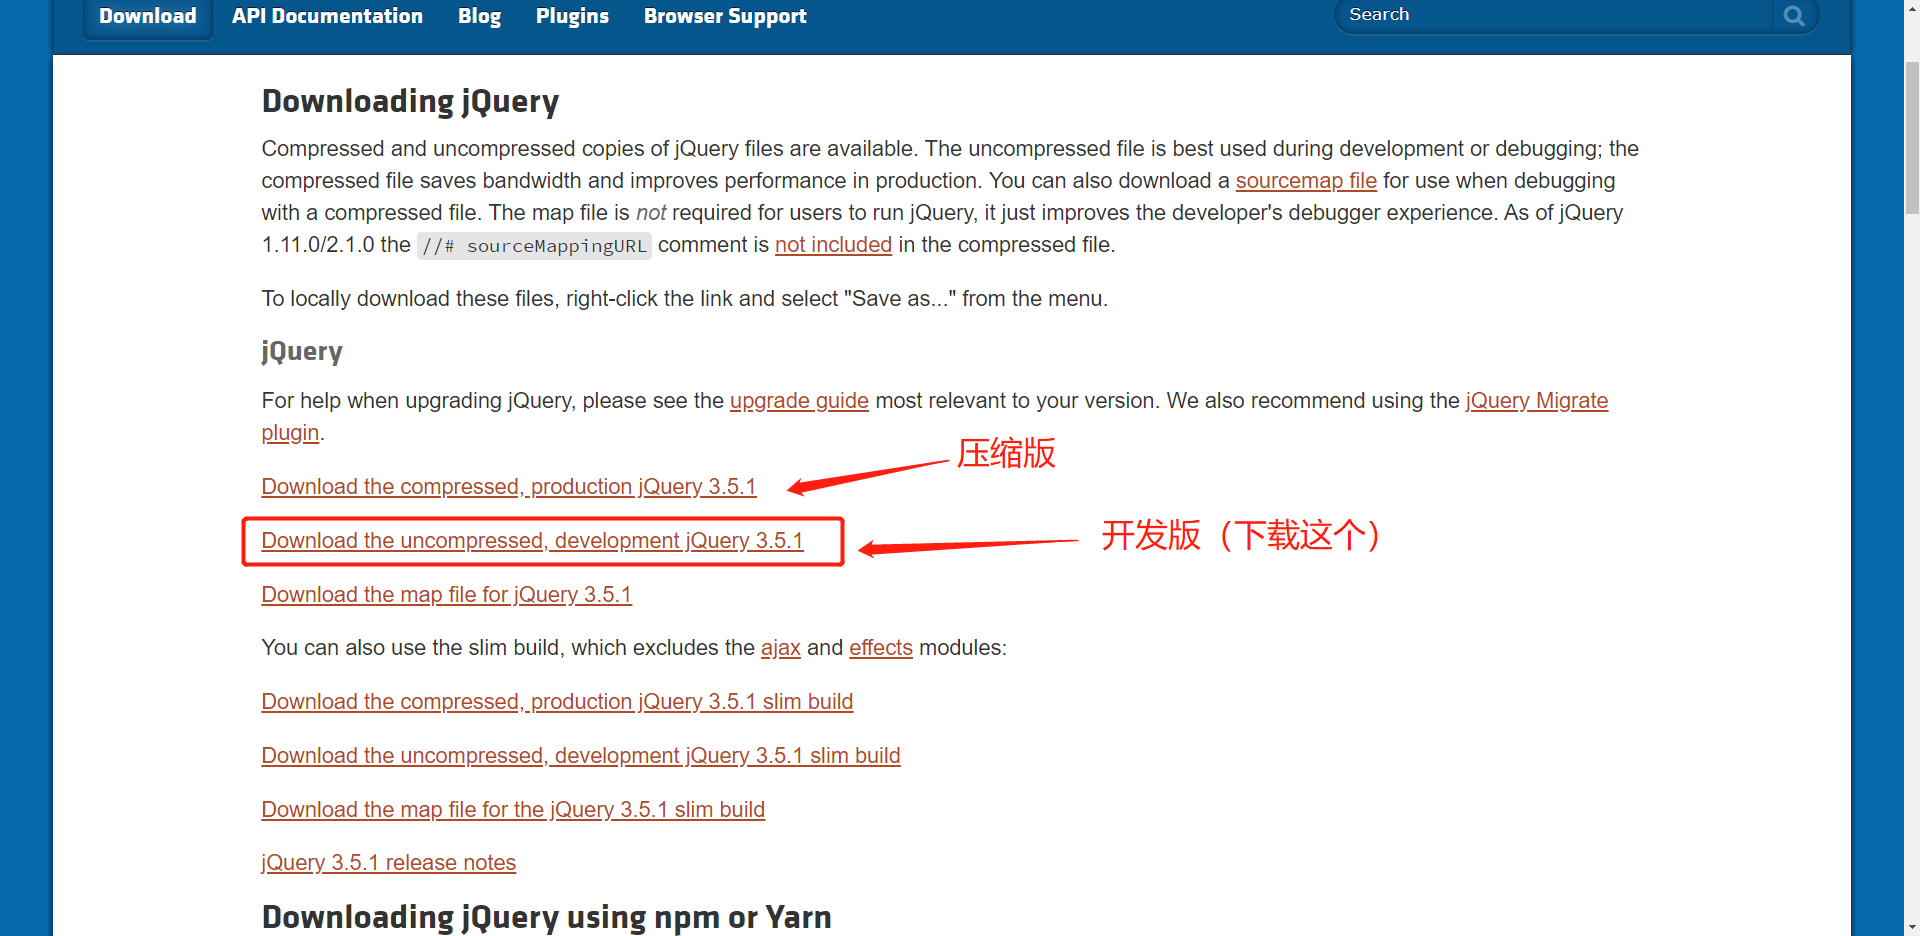 Download API Documentation Blog Plugins Browser Support Search
Downloading jQuery
Compressed and uncompressed copies of jQuery files are available. The uncompressed file is best used during development or debugging; the
compressed file saves bandwidth and improves performance in production. You can also download a sourcemap file for use when debugging
with a compressed file. The map file is not required for users to run jQuery, it just improves the developer's debugger experience. As of jQuery
1.11.0/2.1.0 the //# sourceMappingURL comment is not included in the compressed file.
To locally download these files, right-click the link and select "Save as..." from the menu.
jQuery
For help when upgrading jQuery, please see the upgrade guide most relevant to your version. We also recommend using the jQuery Migrate
plugin.
压缩版
Download the compressed, production jQuery 3.5.1
Download the uncompressed, development jQuery 3.5.1
开发版（下载这个）
Download the map file for jQuery 3.5.1
You can also use the slim build, which excludes the ajax and effects modules:
Download the compressed, production jQuery 3.5.1 slim build
Download the uncompressed, development jQuery 3.5.1 slim build
Download the map file for the jQuery 3.5.1 slim build
jQuery 3.5.1 release notes
Downloading jQuery using npm or Yarn